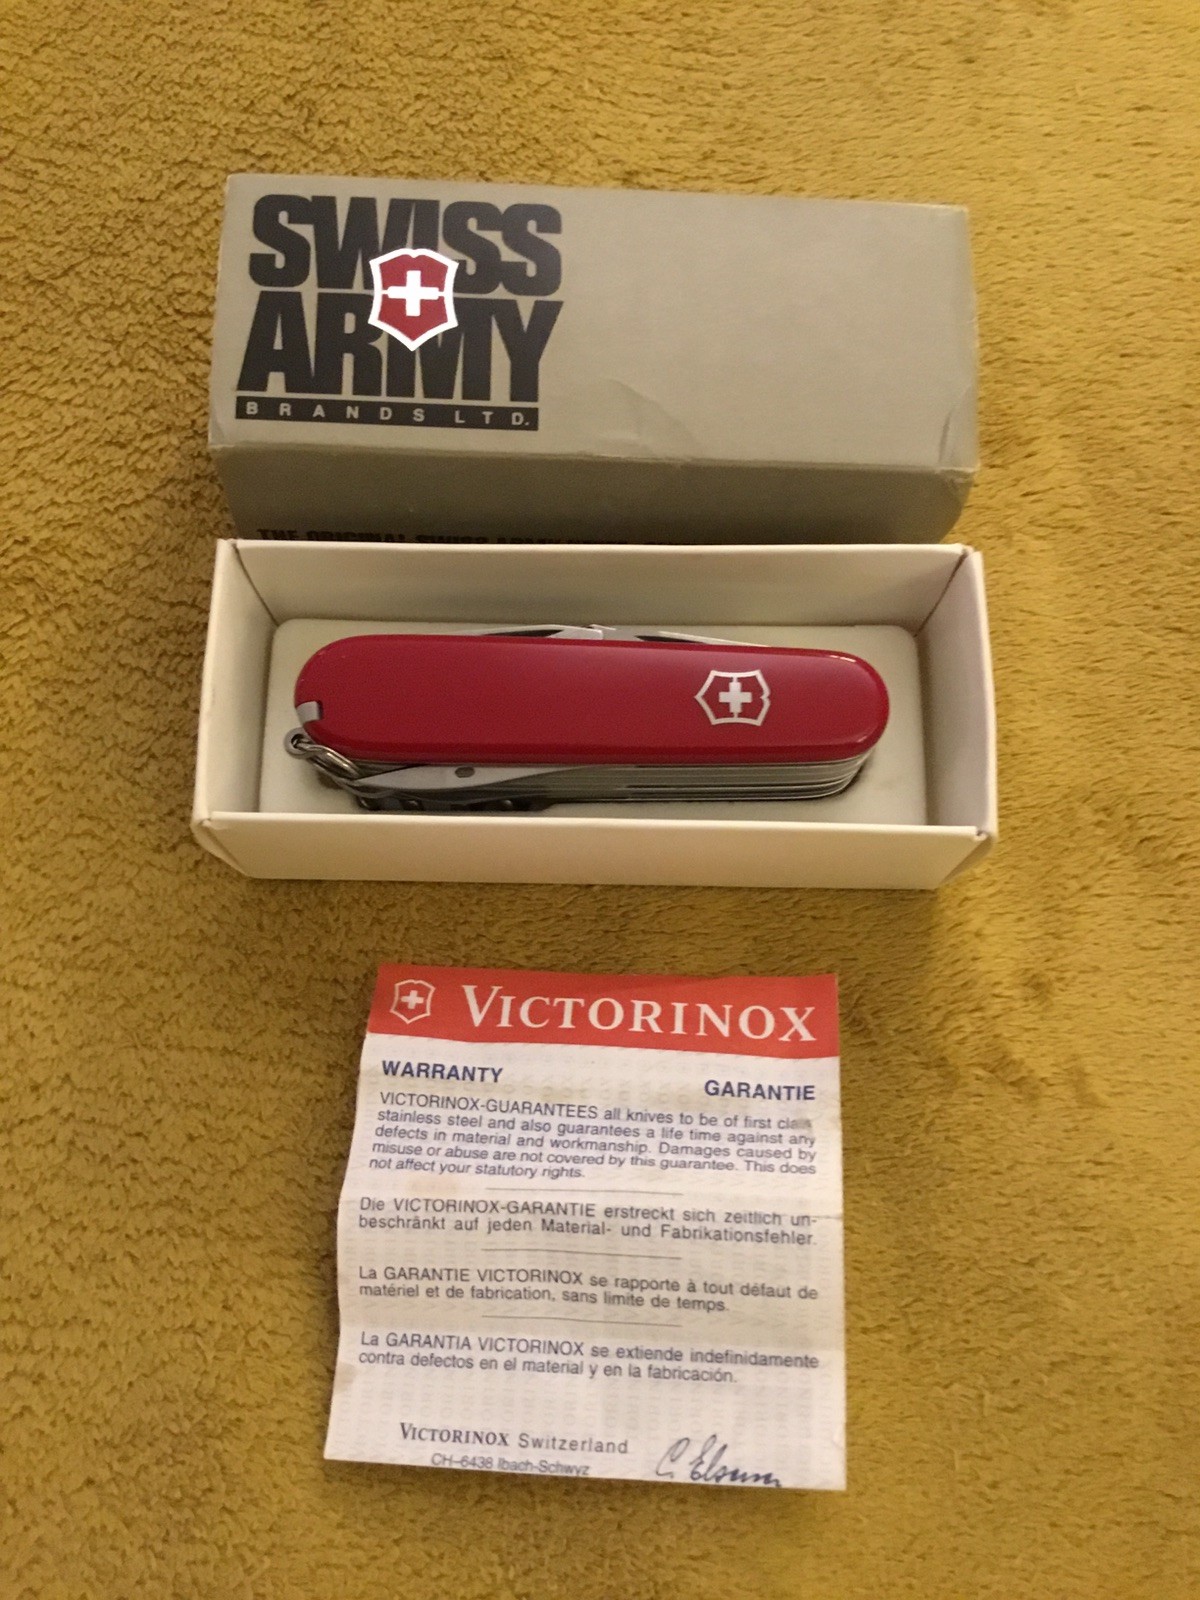 SWISS
ARMY
BRANDS LTD.
THE ORIGINAL SWISS ARMY
VICTORINOX
WARRANTY
GARANTIE
VICTORINOX-GUARANTEES all knives to be of first
stainless steel and also guarantees a life time against any
defects in material and workmanship. Damages caused by
misuse or abuse are not covered by this guarantee. This does
not affect your statutory rights.
Die VICTORINOX-GARANTIE erstreckt sich zeitlich un-
beschränkt auf jeden Material- und Fabrikationsfehler.
La GARANTIE VICTORINOX se rapporte à tout défaut de
matériel et de fabrication, sans limite de temps.
La GARANTIA VICTORINOX se extiende indefinidamente
contra defectos en el material y en la fabricación.
VICTORINOX Switzerland
CH-6438 Ibach-Schwyz